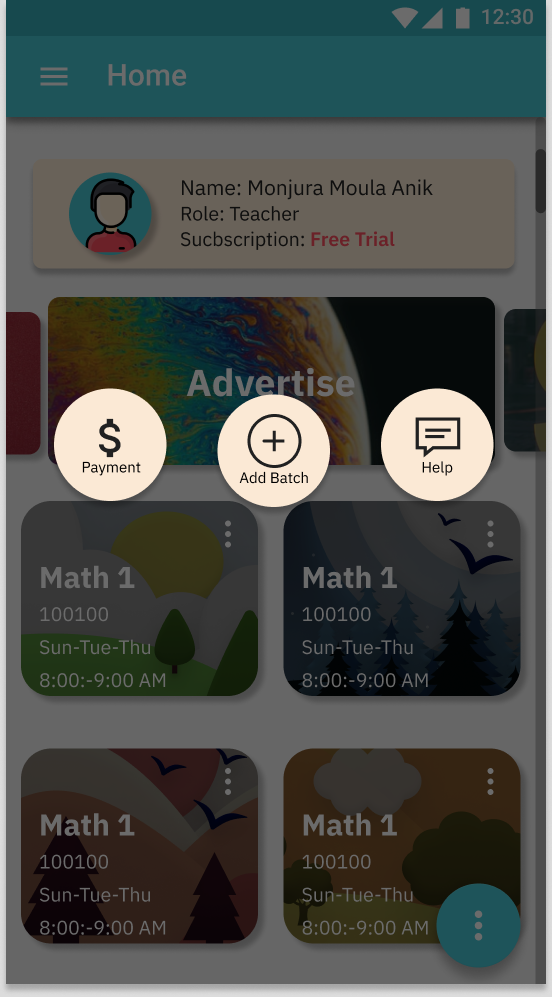 12:30
Home
Name: Monjura Moula Anik
Role: Teacher
Sucbscription: Free Trial
Advertise
Payment
Add Batch
Help
Math 1
100100
Sun-Tue-Thu
8:00:-9:00 AM
Math 1
100100
Sun-Tue-Thu
8:00:-9:00 AM
Math 1
100100
Sun-Tue-Thu
8:00:-9:00 AM
Math 1
100100
Sun-Tue-Thu
8:00:-9:00 AM